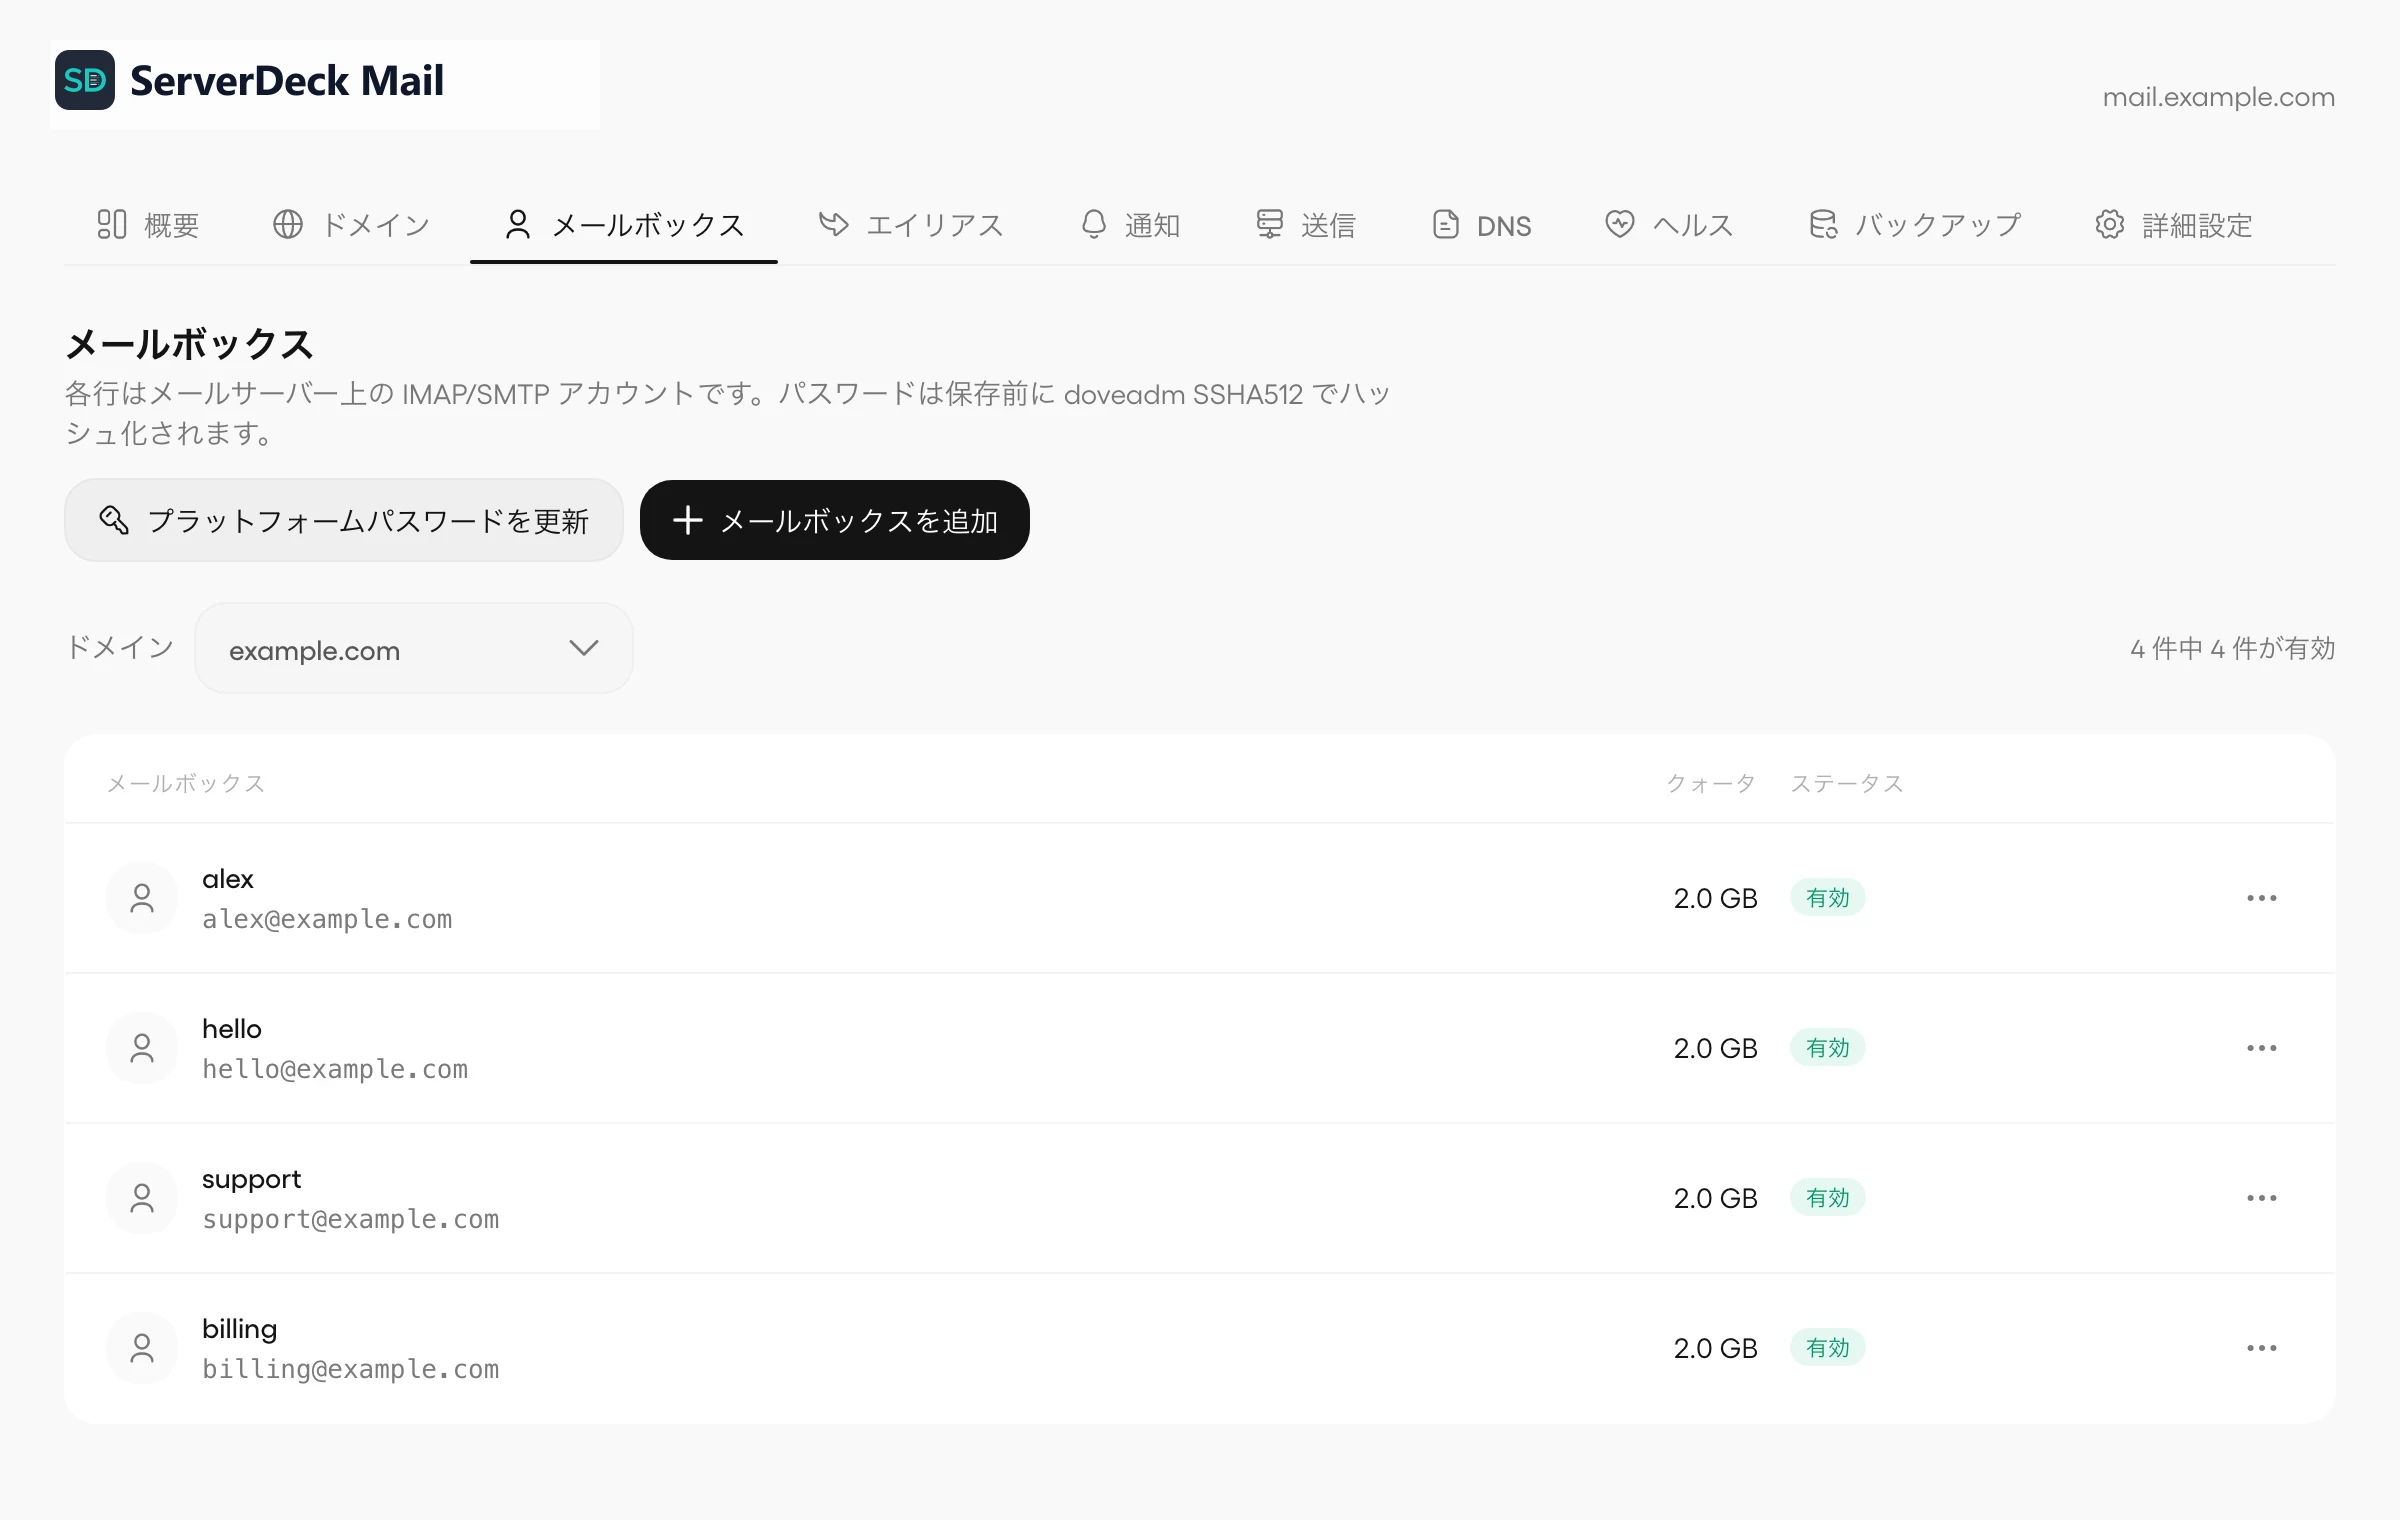 SD ServerDeck Mail
mail.example.com
概要 ドメイン メールボックス エイリアス 通知 送信 DNS ヘルス バックアップ 詳細設定
メールボックス
各行はメールサーバー上の IMAP/SMTP アカウントです。パスワードは保存前に doveadm SSHA512 でハッ
シュ化されます。
プラットフォームパスワードを更新 メールボックスを追加
ドメイン example.com 4 件中 4 件が有効
メールボックス クォータ ステータス
alex
alex@example.com 2.0 GB 有効
hello
hello@example.com 2.0 GB 有効
support
support@example.com 2.0 GB 有効
billing
billing@example.com 2.0 GB 有効